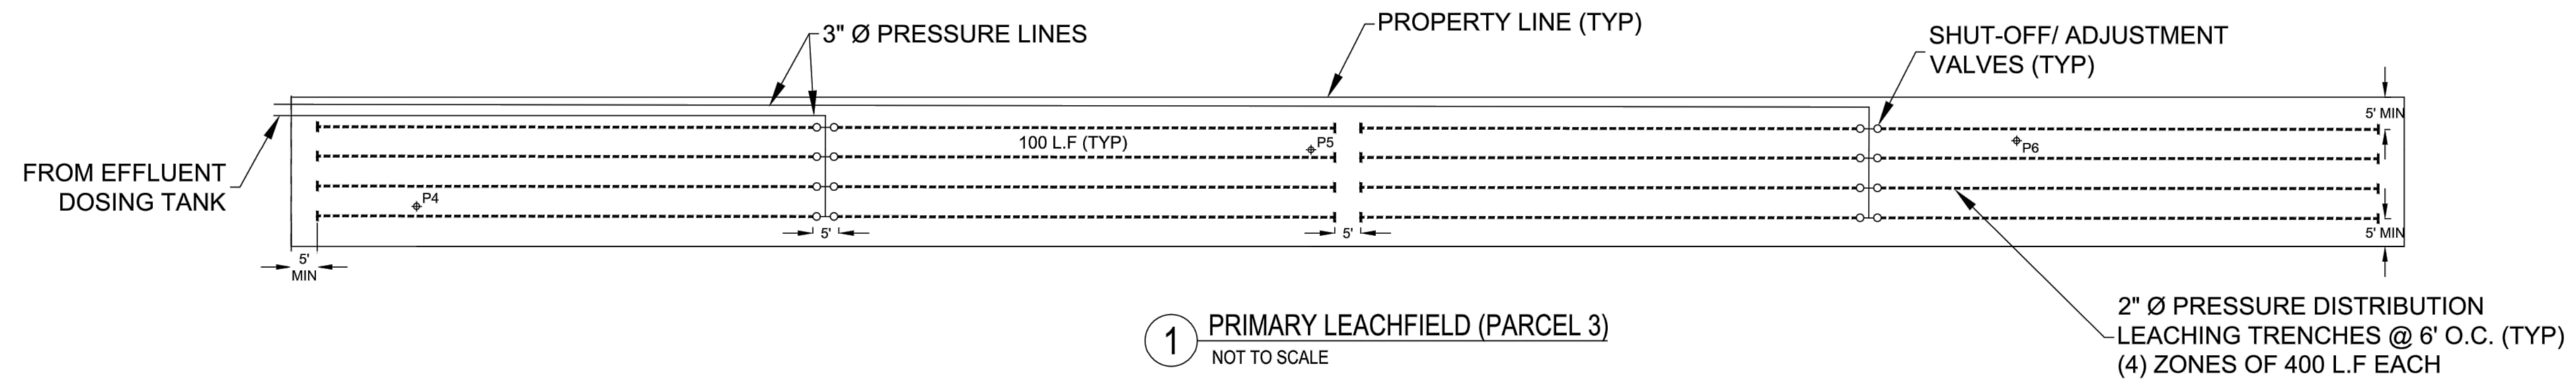 3" Ø PRESSURE LINES
PROPERTY LINE (TYP)
SHUT-OFF/ ADJUSTMENT
VALVES (TYP)
5' MIN
100 L.F (TYP)
P5
P6
FROM EFFLUENT
DOSING TANK
P4
5'
5'
5' MIN
5'
MIN
2" Ø PRESSURE DISTRIBUTION
LEACHING TRENCHES @ 6' O.C. (TYP)
(4) ZONES OF 400 L.F EACH
1
PRIMARY LEACHFIELD (PARCEL 3)
NOT TO SCALE